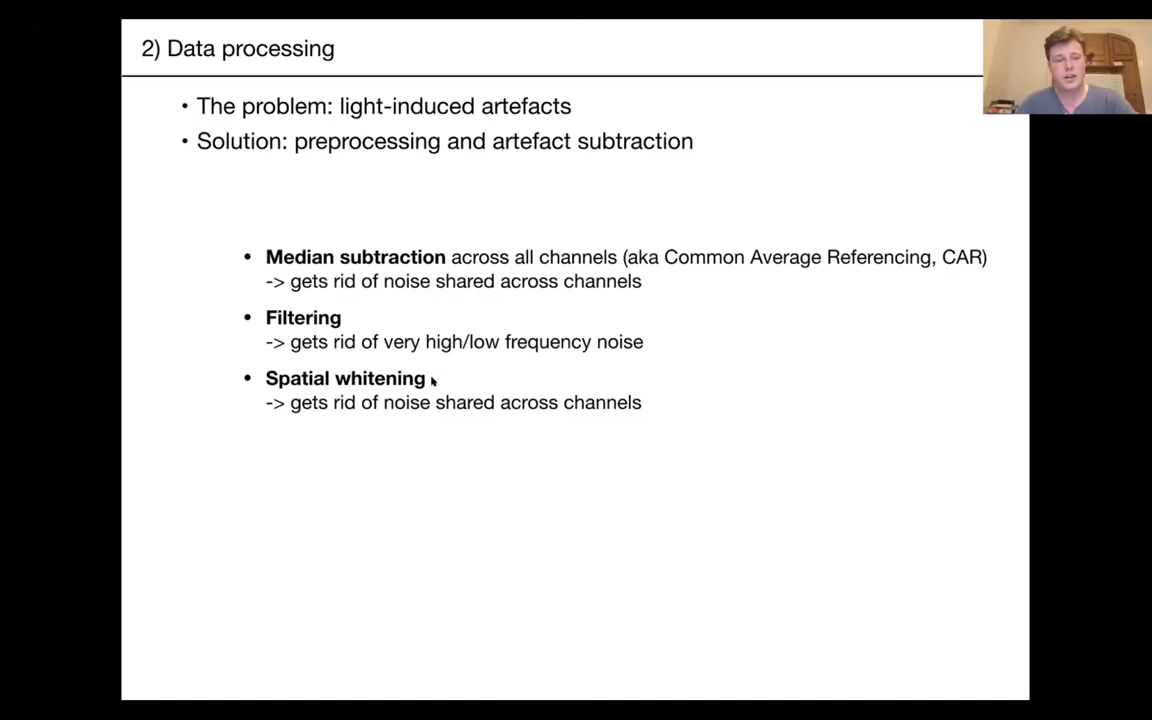 2) Data processing
• The problem: light-induced artefacts
• Solution: preprocessing and artefact subtraction
• Median subtraction across all channels (aka Common Average Referencing, CAR)
-> gets rid of noise shared across channels
• Filtering
-> gets rid of very high/low frequency noise
• Spatial whitening
-> gets rid of noise shared across channels